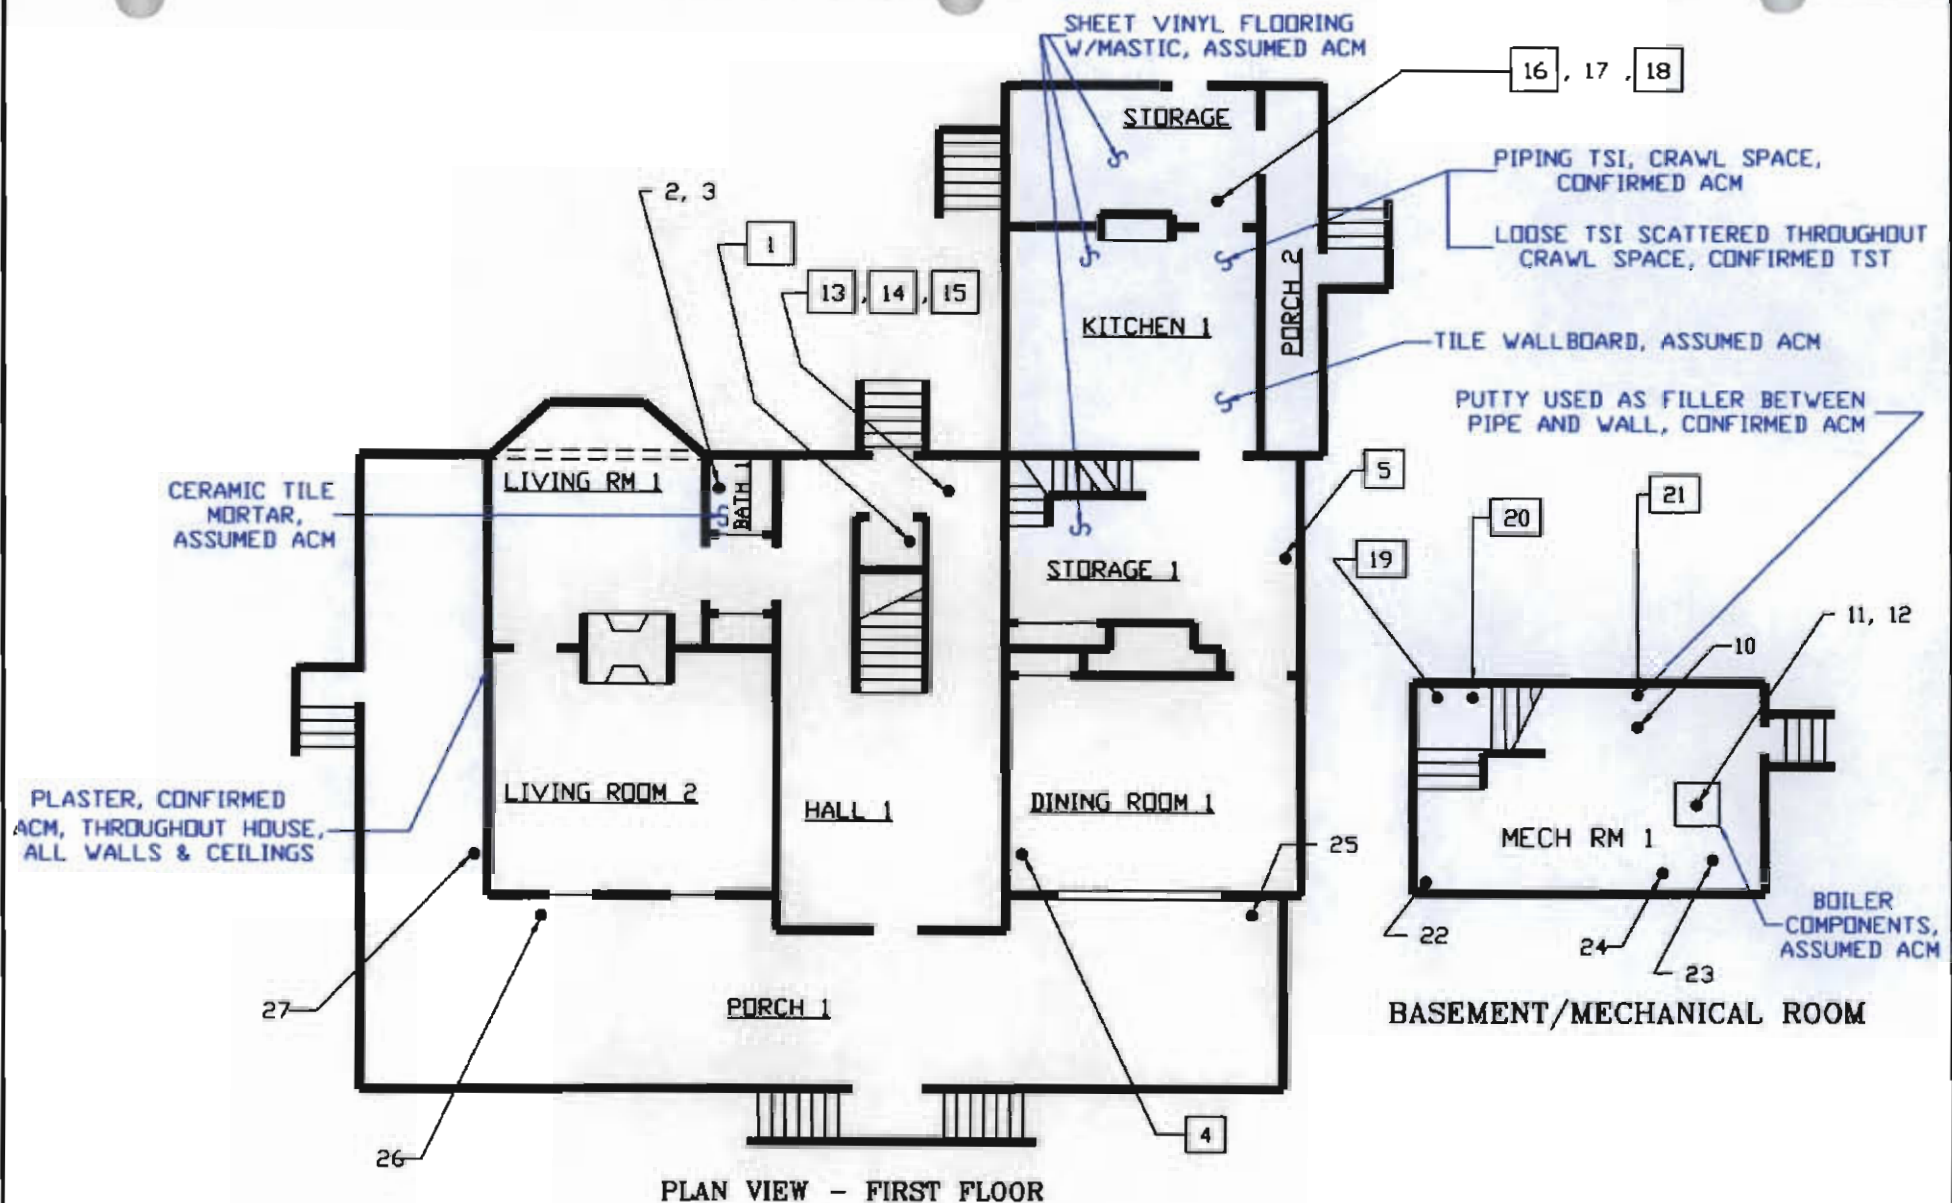 SHEET VINYL FLOORING
W/MASTIC, ASSUMED ACM
16, 17, 18
STORAGE
PIPING TSI, CRAWL SPACE,
CONFIRMED ACM
2, 3
1
LOOSE TSI SCATTERED THROUGHOUT
CRAWL SPACE, CONFIRMED TST
13, 14, 15
KITCHEN 1
PORCH 2
TILE WALLBOARD, ASSUMED ACM
PUTTY USED AS FILLER BETWEEN
PIPE AND WALL, CONFIRMED ACM
LIVING RM 1
BATH 1
5
CERAMIC TILE
MORTAR,
ASSUMED ACM
21
20
19
STORAGE 1
11, 12
10
PLASTER, CONFIRMED
ACM, THROUGHOUT HOUSE,
ALL WALLS & CEILINGS
LIVING ROOM 2
HALL 1
DINING ROOM 1
MECH RM 1
25
BOILER
COMPONENTS,
ASSUMED ACM
22
24
23
27
PORCH 1
BASEMENT/MECHANICAL ROOM
26
4
PLAN VIEW - FIRST FLOOR